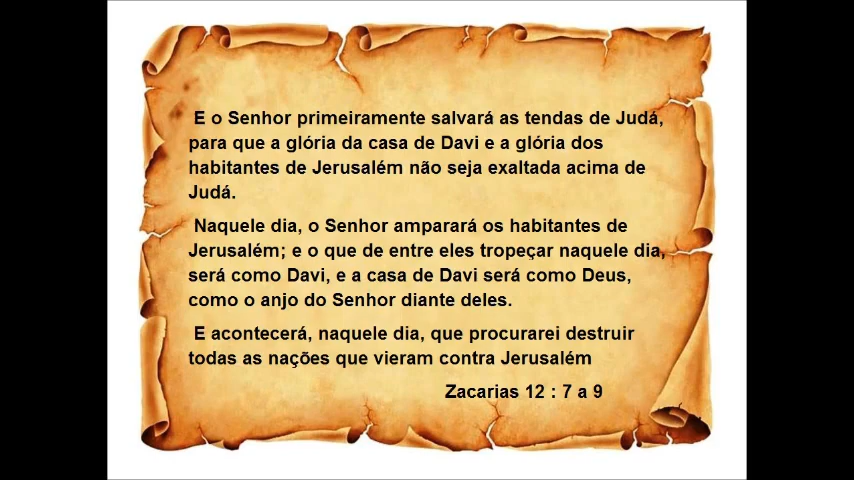 E o Senhor primeiramente salvará as tendas de Judá,
para que a glória da casa de Davi e a glória dos
habitantes de Jerusalém não seja exaltada acima de
Judá.
Naquele dia, o Senhor amparará os habitantes de
Jerusalém; e o que de entre eles tropeçar naquele dia,
será como Davi, e a casa de Davi será como Deus,
como o anjo do Senhor diante deles.
E acontecerá, naquele dia, que procurarei destruir
todas as nações que vieram contra Jerusalém
Zacarias 12 : 7 a 9